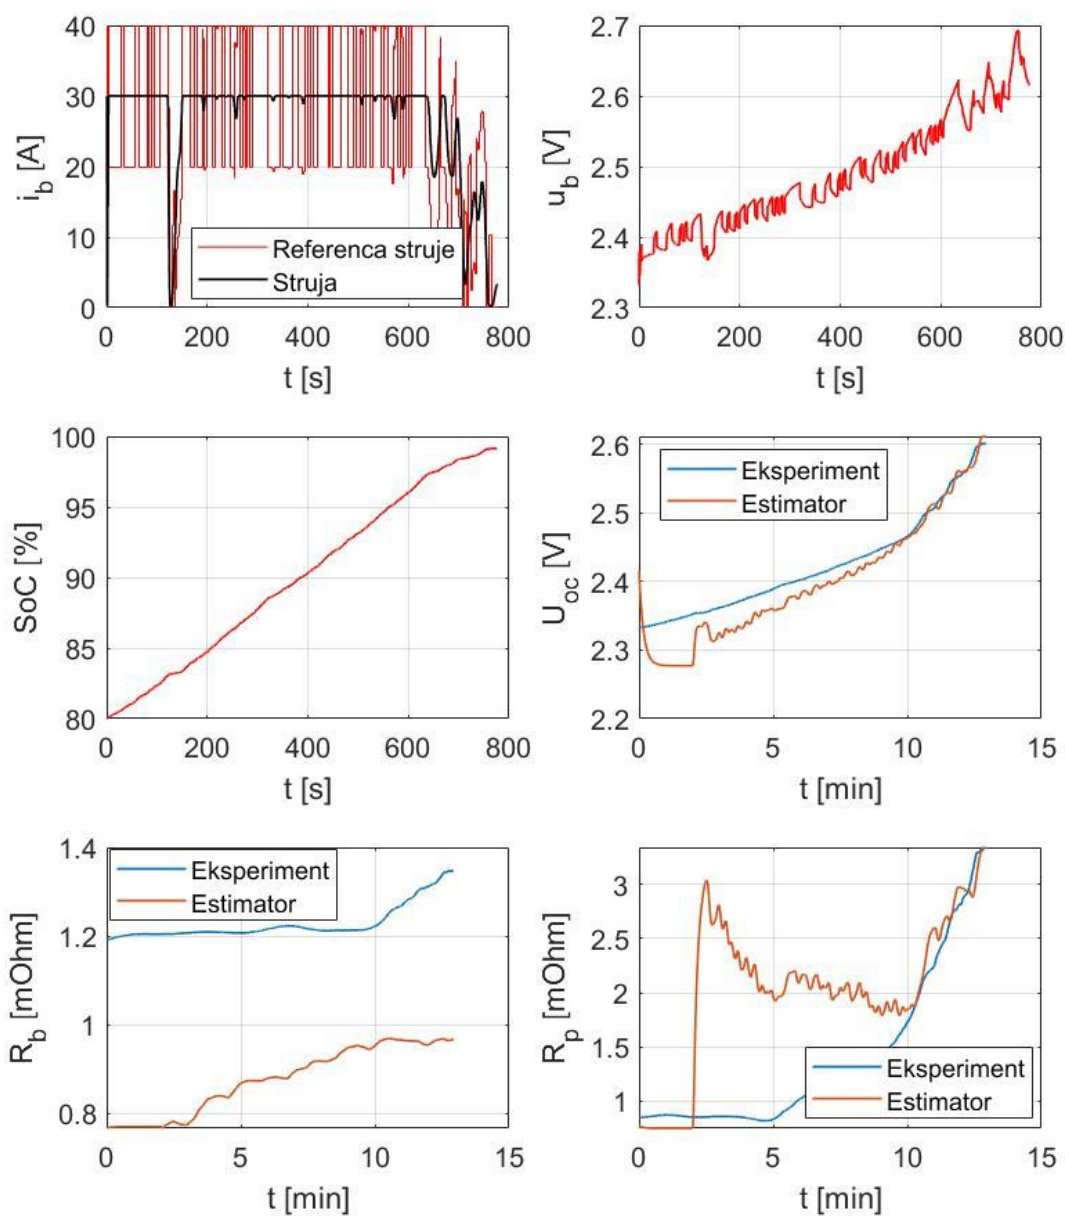 40
30
20
10
0
i_b [A]
Referenca struje
Struja
0 200 400 600 800
t [s]
2.7
2.6
2.5
2.4
2.3
u_b [V]
0 200 400 600 800
t [s]
100
95
90
85
80
SoC [%]
0 200 400 600 800
t [s]
2.6
2.5
2.4
2.3
2.2
U_oc [V]
Eksperiment
Estimator
0 5 10 15
t [min]
1.4
1.2
1
0.8
R_b [mOhm]
Eksperiment
Estimator
0 5 10 15
t [min]
3
2.5
2
1.5
1
R_p [mOhm]
Eksperiment
Estimator
0 5 10 15
t [min]